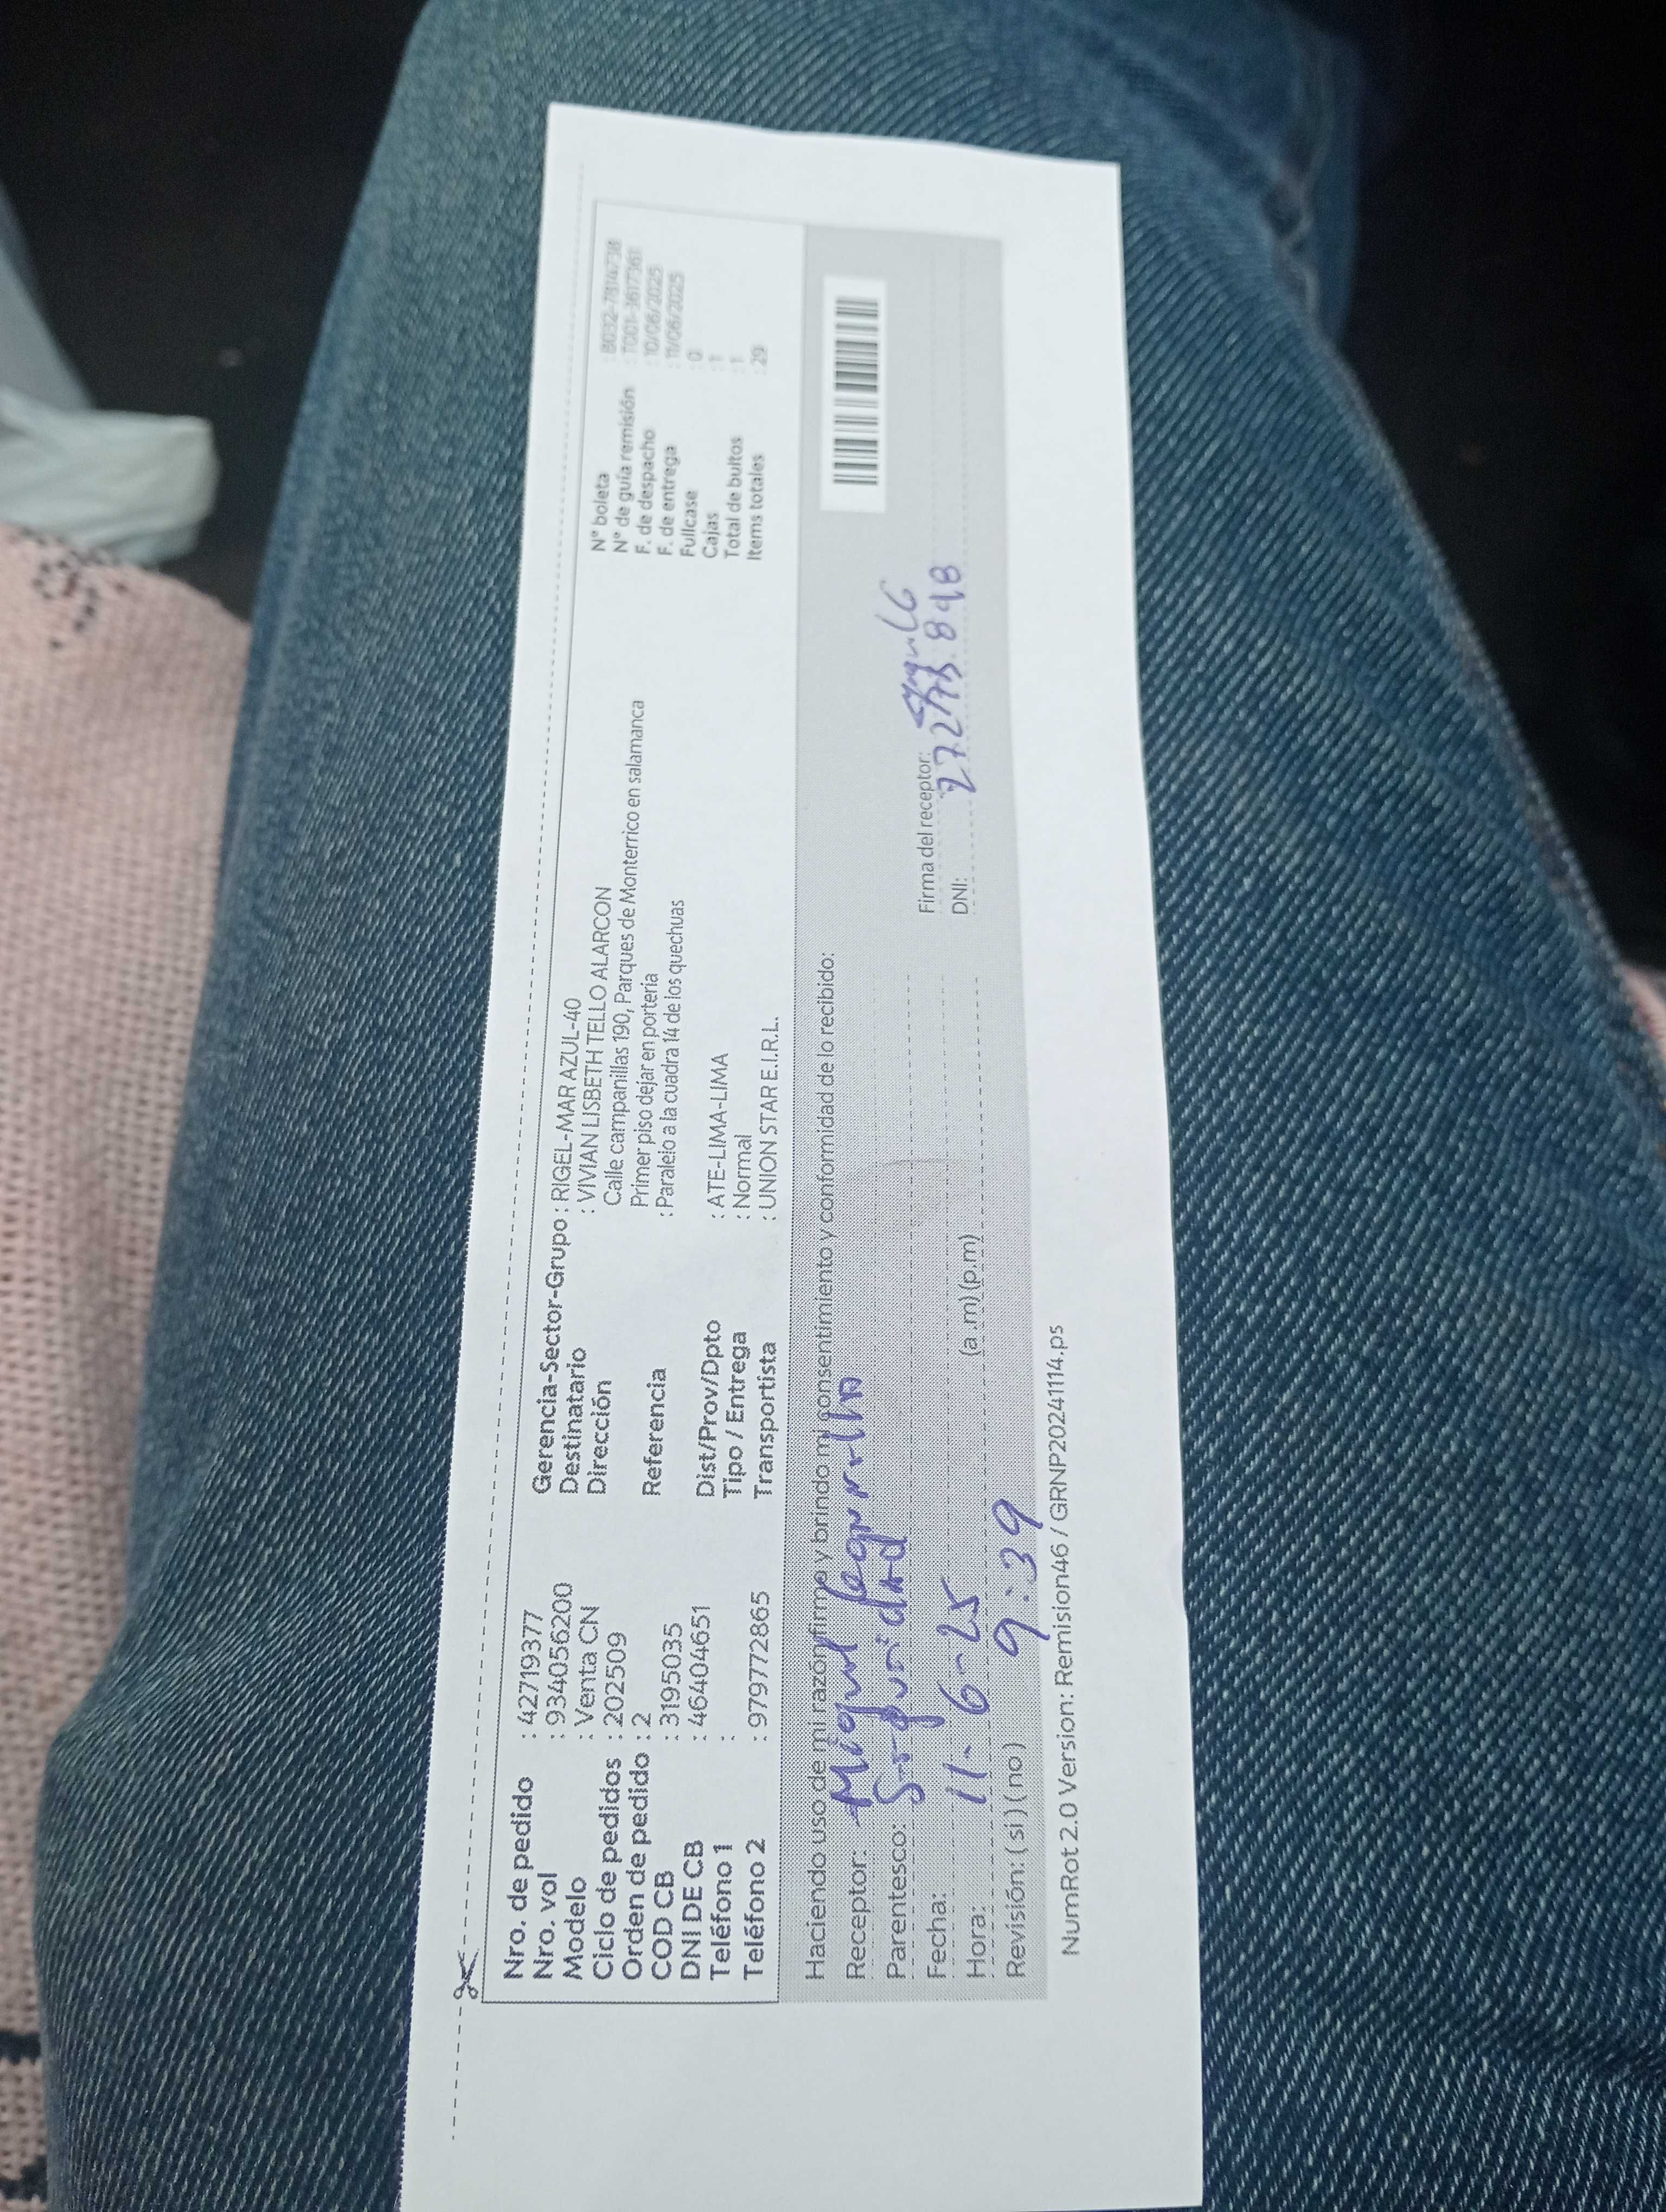 Nro. de pedido : 42719377
Nro. vol : 934056200
Modelo : Venta CN
Ciclo de pedidos : 202509
Orden de pedido : 2
COD CB : 3195035
DNI DE CB : 46404651
Teléfono 1 :
Teléfono 2 : 979772865
Gerencia-Sector-Grupo : RIGEL-MAR AZUL-40
Destinatario : VIVIAN LISBETH TELLO ALARCON
Dirección Calle campanillas 190, Parques de Monterrico en salamanca
Primer piso dejar en portería
Referencia : Paralelo a la cuadra 14 de los quechuas
Dist/Prov/Dpto : ATE-LIMA-LIMA
Tipo / Entrega : Normal
Transportista : UNION STAR E.I.R.L.
N° boleta
N° de guía remisión
F. de despacho : 10/06/2025
F. de entrega : 11/06/2025
Fullcase : 0
Cajas : 1
Total de bultos : 1
Items totales : 29
Haciendo uso de mi razón y firma y brindo mi consentimiento y conformidad de lo recibido:
Receptor: Miguel
Parentesco: Seguridad
Fecha: 11-6-25
Hora: 9:39 (a .m) (p.m)
Revisión: ( si ) ( no )
Firma del receptor:
DNI:
NumRot 2.0 Version: Remision46 / GRNP20241114.ps